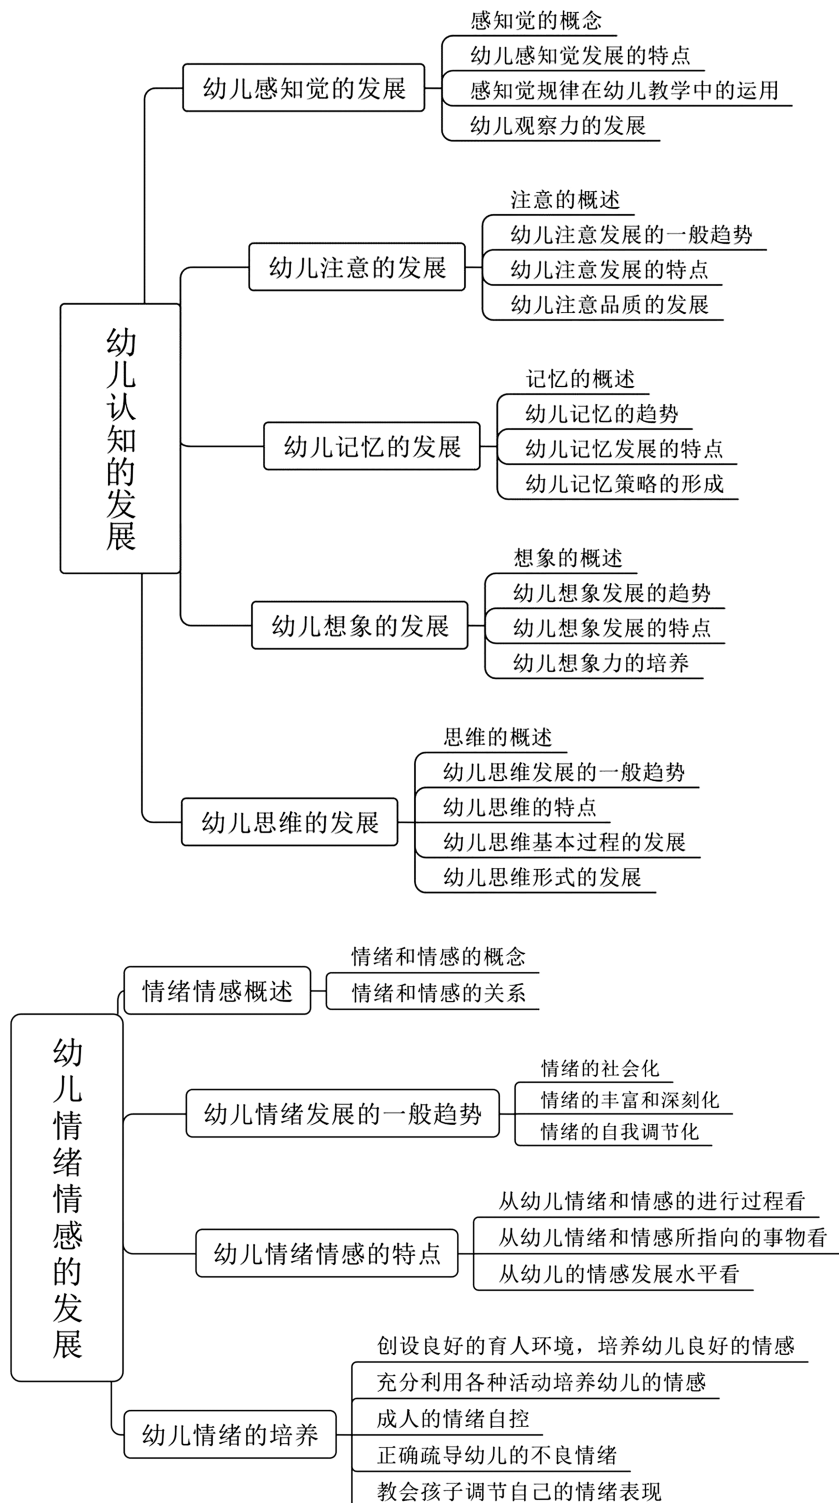 幼儿认知的发展
幼儿感知觉的发展
感知觉的概念
幼儿感知觉发展的特点
感知觉规律在幼儿教学中的运用
幼儿观察力的发展
幼儿注意的发展
注意的概述
幼儿注意发展的一般趋势
幼儿注意发展的特点
幼儿注意品质的发展
幼儿记忆的发展
记忆的概述
幼儿记忆的趋势
幼儿记忆发展的特点
幼儿记忆策略的形成
幼儿想象的发展
想象的概述
幼儿想象发展的趋势
幼儿想象发展的特点
幼儿想象力的培养
幼儿思维的发展
思维的概述
幼儿思维发展的一般趋势
幼儿思维的特点
幼儿思维基本过程的发展
幼儿思维形式的发展
幼儿情绪情感的发展
情绪情感概述
情绪和情感的概念
情绪和情感的关系
幼儿情绪发展的一般趋势
情绪的社会化
情绪的丰富和深刻化
情绪的自我调节化
幼儿情绪情感的特点
从幼儿情绪和情感的进行过程看
从幼儿情绪和情感所指向的事物看
从幼儿的情感发展水平看
幼儿情绪的培养
创设良好的育人环境，培养幼儿良好的情感
充分利用各种活动培养幼儿的情感
成人的情绪自控
正确疏导幼儿的不良情绪
教会孩子调节自己的情绪表现